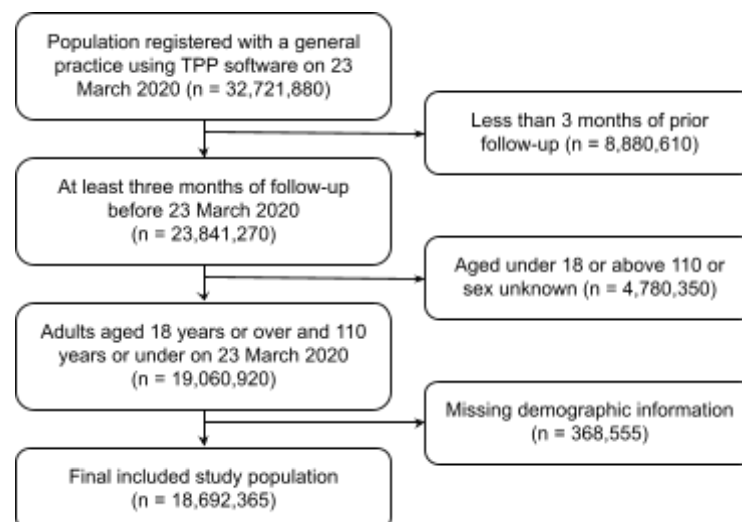 Population registered with a general
practice using TPP software on 23
March 2020 (n = 32,721,880)
Less than 3 months of prior
follow-up (n = 8,880,610)
At least three months of follow-up
before 23 March 2020
(n = 23,841,270)
Aged under 18 or above 110 or
sex unknown (n = 4,780,350)
Adults aged 18 years or over and 110
years or under on 23 March 2020
(n = 19,060,920)
Missing demographic information
(n = 368,555)
Final included study population
(n = 18,692,365)